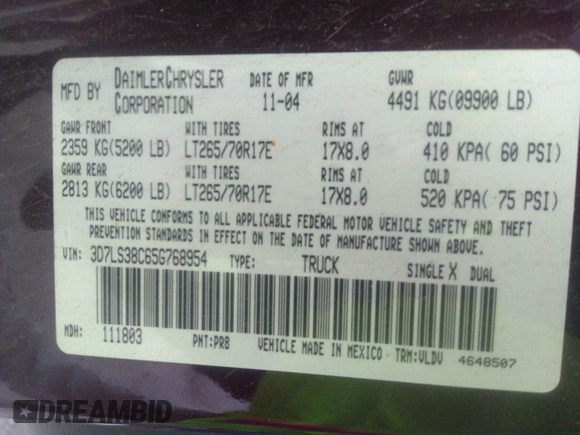 MFD BY DAIMLERCHRYSLER CORPORATION DATE OF MFR 11-04 GVWR 4491 KG(09900 LB)
GAWR FRONT WITH TIRES RIMS AT COLD
2359 KG(5200 LB) LT265/70R17E 17X8.0 410 KPA( 60 PSI)
GAWR REAR WITH TIRES RIMS AT COLD
2813 KG(6200 LB) LT265/70R17E 17X8.0 520 KPA( 75 PSI)
THIS VEHICLE CONFORMS TO ALL APPLICABLE FEDERAL MOTOR VEHICLE SAFETY AND THEFT
PREVENTION STANDARDS IN EFFECT ON THE DATE OF MANUFACTURE SHOWN ABOVE.
VIN: 3D7LS38C65G768954 TYPE: TRUCK SINGLE X DUAL
MDH: 111803 PNT:PR8 VEHICLE MADE IN MEXICO TRM:VLDV 4648507
DREAMBID